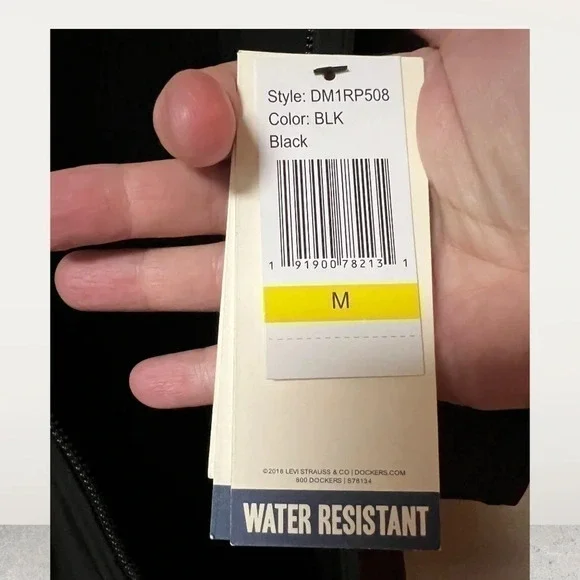 Style: DM1RP508
Color: BLK
Black
1 91900 78213 1
M
©2018 LEVI STRAUSS & CO | DOCKERS.COM
800 DOCKERS | S78134
WATER RESISTANT